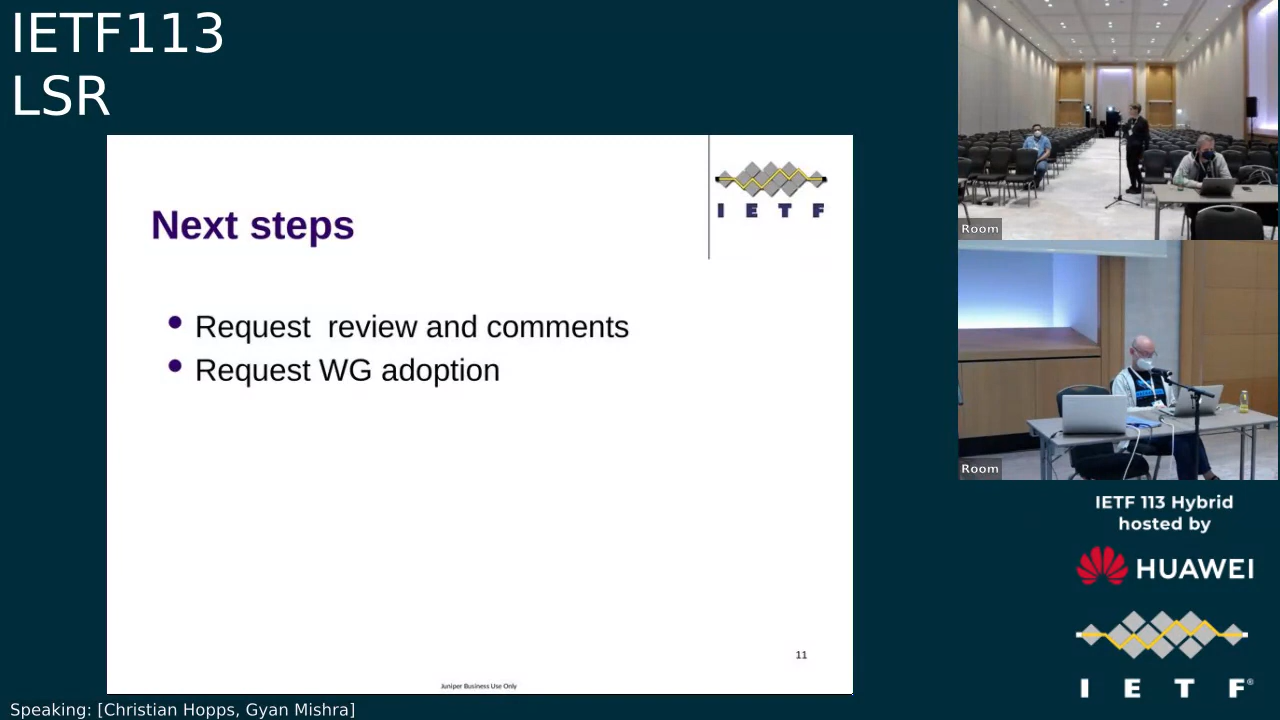 IETF113
LSR
I E T F
Next steps
Request  review and comments
Request WG adoption
11
Juniper Business Use Only
Room
Room
IETF 113 Hybrid
hosted by
HUAWEI
I E T F®
Speaking: [Christian Hopps, Gyan Mishra]